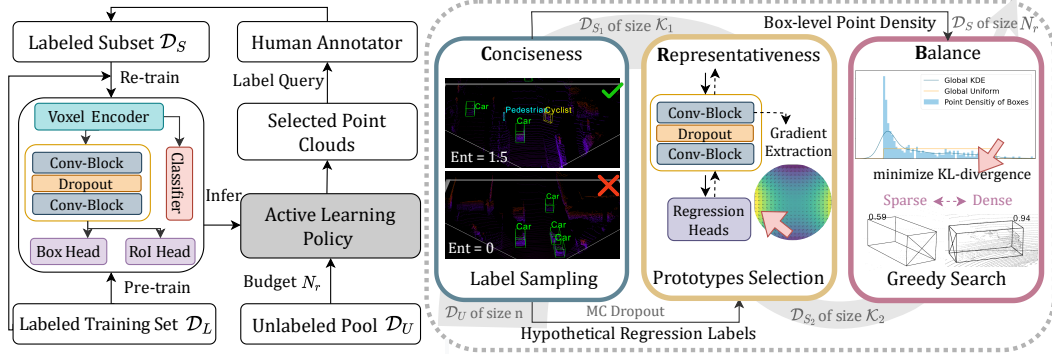 Labeled Subset 𝒟_S
Re-train
Voxel Encoder
Conv-Block
Dropout
Conv-Block
Classifier
Box Head
RoI Head
Pre-train
Labeled Training Set 𝒟_L
Human Annotator
Label Query
Selected Point
Clouds
Infer
Active Learning
Policy
Budget N_r
Unlabeled Pool 𝒟_U
𝒟_{S_1} of size 𝒦_1
Box-level Point Density
𝒟_S of size N_r
Conciseness
Car
Pedestrian
Cyclist
Car
Ent = 1.5
Car
Car
Car
Car
Ent = 0
Label Sampling
Representativeness
Conv-Block
Dropout
Conv-Block
Gradient
Extraction
Regression
Heads
Prototypes Selection
Balance
Global KDE
Global Uniform
Point Densitiy of Boxes
minimize KL-divergence
Sparse
Dense
0.59
0.94
Greedy Search
𝒟_U of size n
MC Dropout
Hypothetical Regression Labels
𝒟_{S_2} of size 𝒦_2